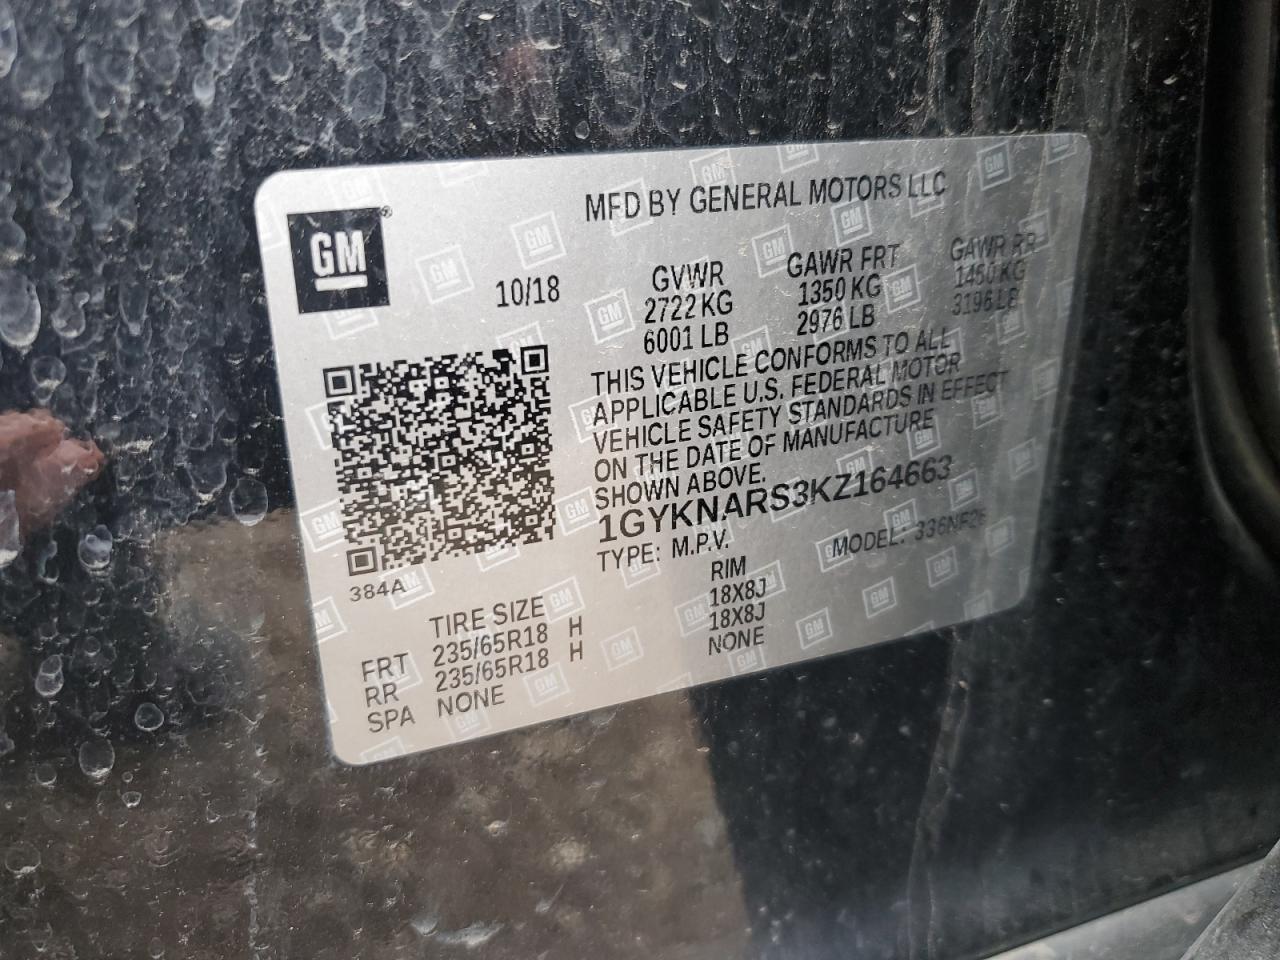 GM®
MFD BY GENERAL MOTORS LLC
10/18
GVWR
2722 KG
6001 LB
GAWR FRT
1350 KG
2976 LB
GAWR RR
1450 KG
3196 LB
THIS VEHICLE CONFORMS TO ALL
APPLICABLE U.S. FEDERAL MOTOR
VEHICLE SAFETY STANDARDS IN EFFECT
ON THE DATE OF MANUFACTURE
SHOWN ABOVE.
1GYKNARS3KZ164663
TYPE: M.P.V. MODEL:
384A
TIRE SIZE RIM
FRT 235/65R18 H 18X8J
RR 235/65R18 H 18X8J
SPA NONE NONE